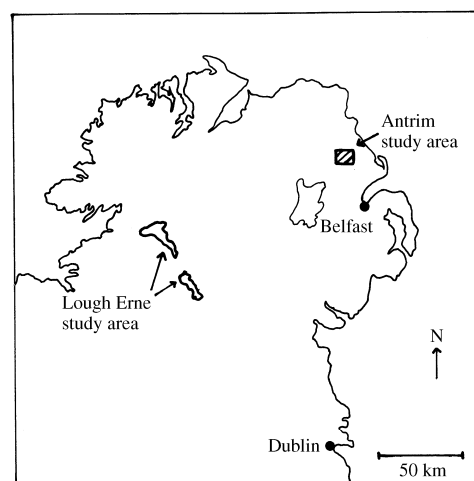 Antrim
study area
Belfast
Lough Erne
study area
N
Dublin
50 km